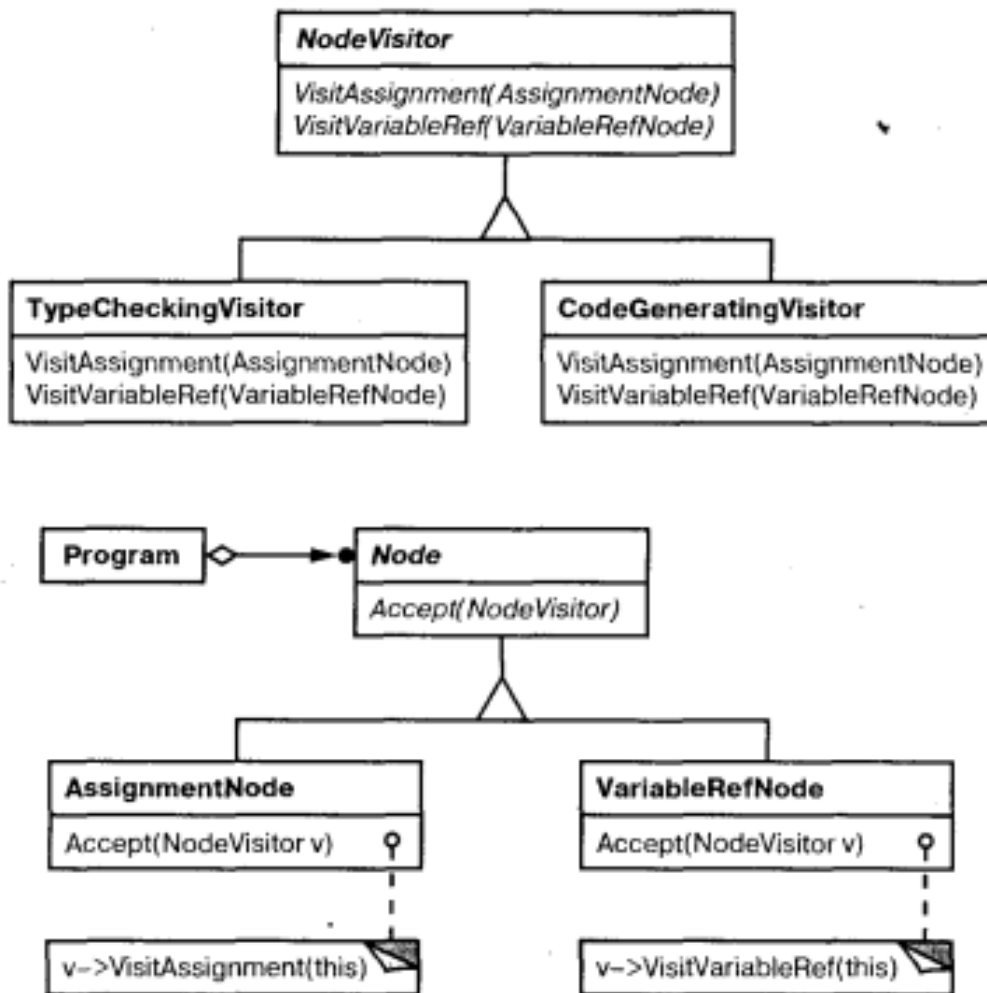 NodeVisitor
VisitAssignment(AssignmentNode)
VisitVariableRef(VariableRefNode)
TypeCheckingVisitor
VisitAssignment(AssignmentNode)
VisitVariableRef(VariableRefNode)
CodeGeneratingVisitor
VisitAssignment(AssignmentNode)
VisitVariableRef(VariableRefNode)
Program
Node
Accept(NodeVisitor)
AssignmentNode
Accept(NodeVisitor v)
v->VisitAssignment(this)
VariableRefNode
Accept(NodeVisitor v)
v->VisitVariableRef(this)